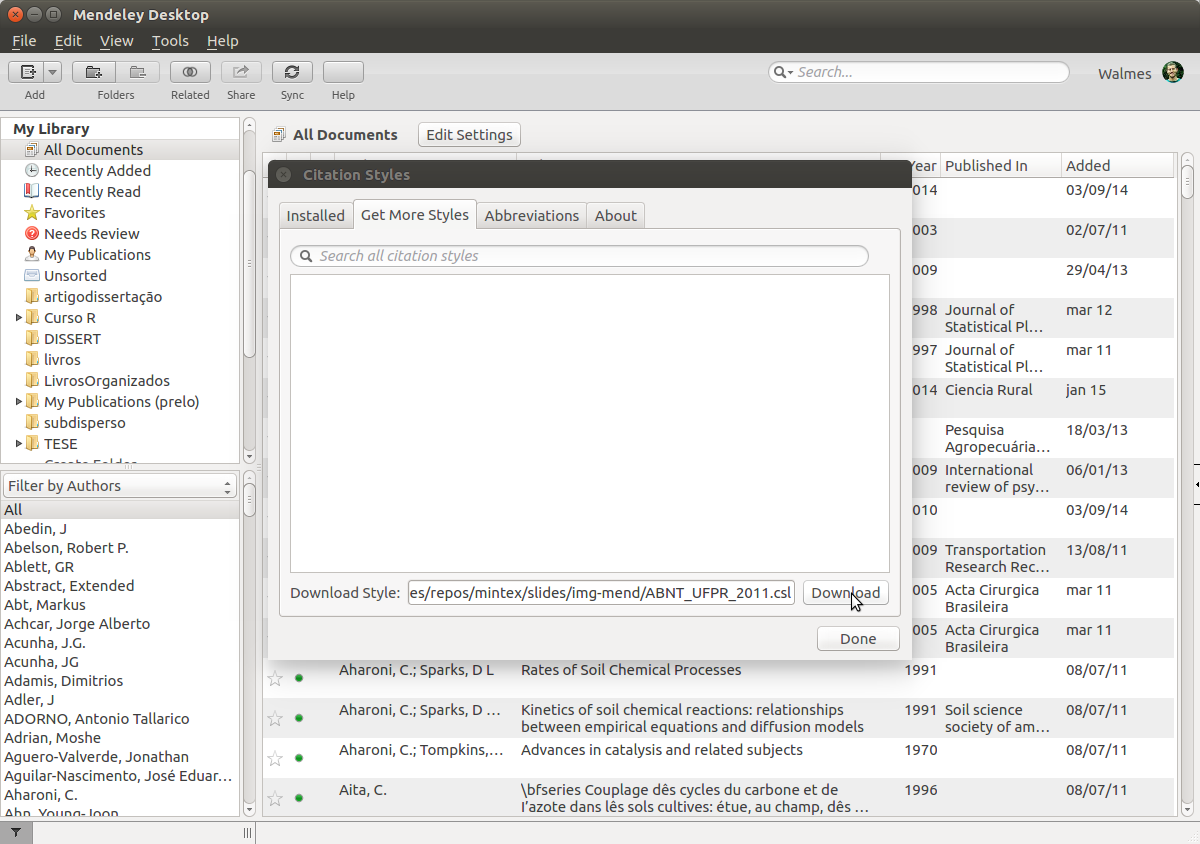 Mendeley Desktop
File Edit View Tools Help
Add Folders Related Share Sync Help
Search...
Walmes
My Library
All Documents
Recently Added
Recently Read
Favorites
Needs Review
My Publications
Unsorted
artigodissertação
Curso R
DISSERT
livros
LivrosOrganizados
My Publications (prelo)
subdisperso
TESE
Create Folder
Filter by Authors
All
Abedin, J
Abelson, Robert P.
Ablett, GR
Abstract, Extended
Abt, Markus
Achcar, Jorge Alberto
Acunha, J.G.
Acunha, JG
Adamis, Dimitrios
Adler, J
ADORNO, Antonio Tallarico
Adrian, Moshe
Aguero-Valverde, Jonathan
Aguilar-Nascimento, José Eduar...
Aharoni, C.
Ahn, Young-Joon
All Documents Edit Settings
Year Published In Added
Citation Styles
Installed Get More Styles Abbreviations About
Search all citation styles
Download Style: es/repos/mintex/slides/img-mend/ABNT_UFPR_2011.csl Download
Done
014 03/09/14
003 02/07/11
009 29/04/13
998 Journal of mar 12
Statistical Pl...
997 Journal of mar 11
Statistical Pl...
014 Ciencia Rural jan 15
Pesquisa 18/03/13
Agropecuária...
009 International 06/01/13
review of psy...
010 03/09/14
009 Transportation 13/08/11
Research Rec...
005 Acta Cirurgica mar 11
Brasileira
005 Acta Cirurgica mar 11
Brasileira
Aharoni, C.; Sparks, D L Rates of Soil Chemical Processes 1991 08/07/11
Aharoni, C.; Sparks, D ... Kinetics of soil chemical reactions: relationships 1991 Soil science 08/07/11
between empirical equations and diffusion models society of am...
Aharoni, C.; Tompkins,... Advances in catalysis and related subjects 1970 08/07/11
Aita, C. \bfseries Couplage dês cycles du carbone et de 1996 08/07/11
I'azote dans lês sols cultives: étue, au champ, dês ...